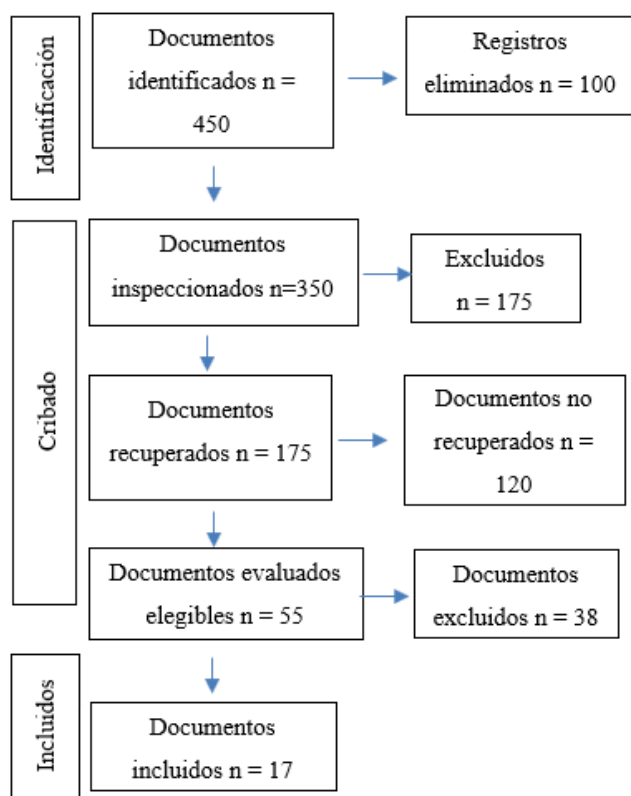 Identificación
Documentos
identificados n =
450
Registros
eliminados n = 100
Cribado
Documentos
inspeccionados n=350
Excluidos
n = 175
Documentos
recuperados n = 175
Documentos no
recuperados n =
120
Documentos evaluados
elegibles n = 55
Documentos
excluidos n = 38
Incluidos
Documentos
incluidos n = 17